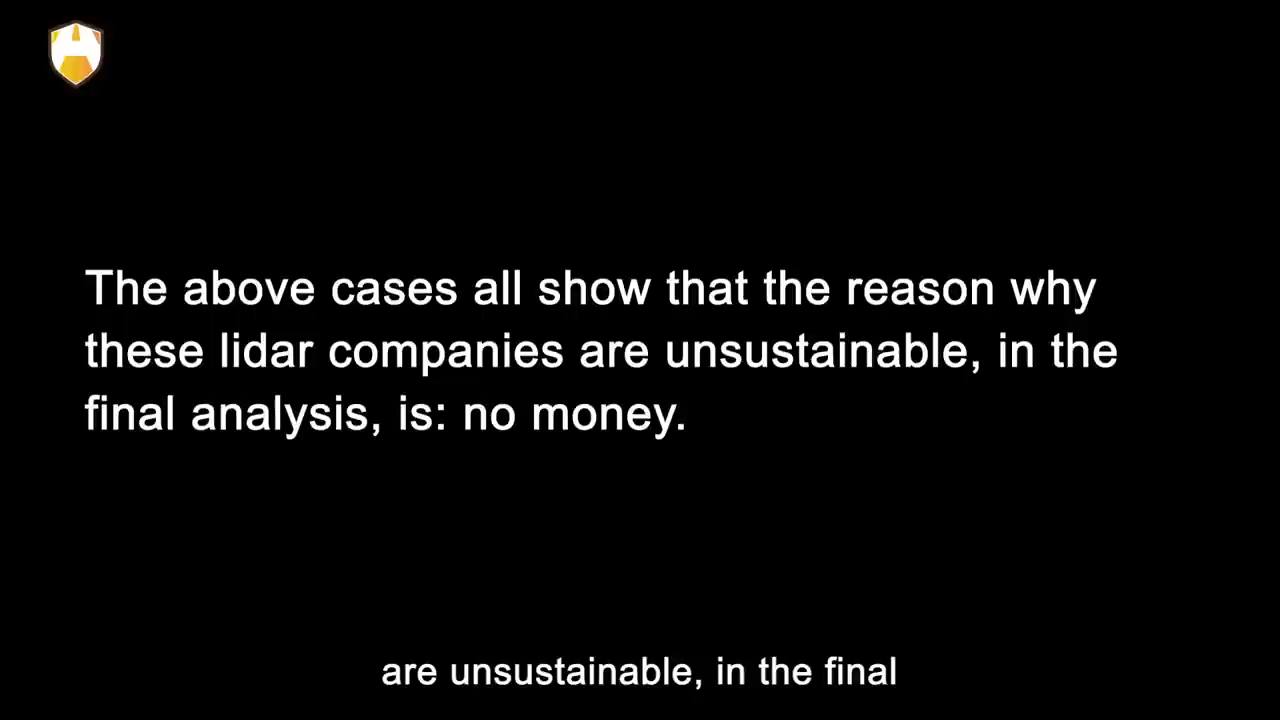 The above cases all show that the reason why
these lidar companies are unsustainable, in the
final analysis, is: no money.
are unsustainable, in the final